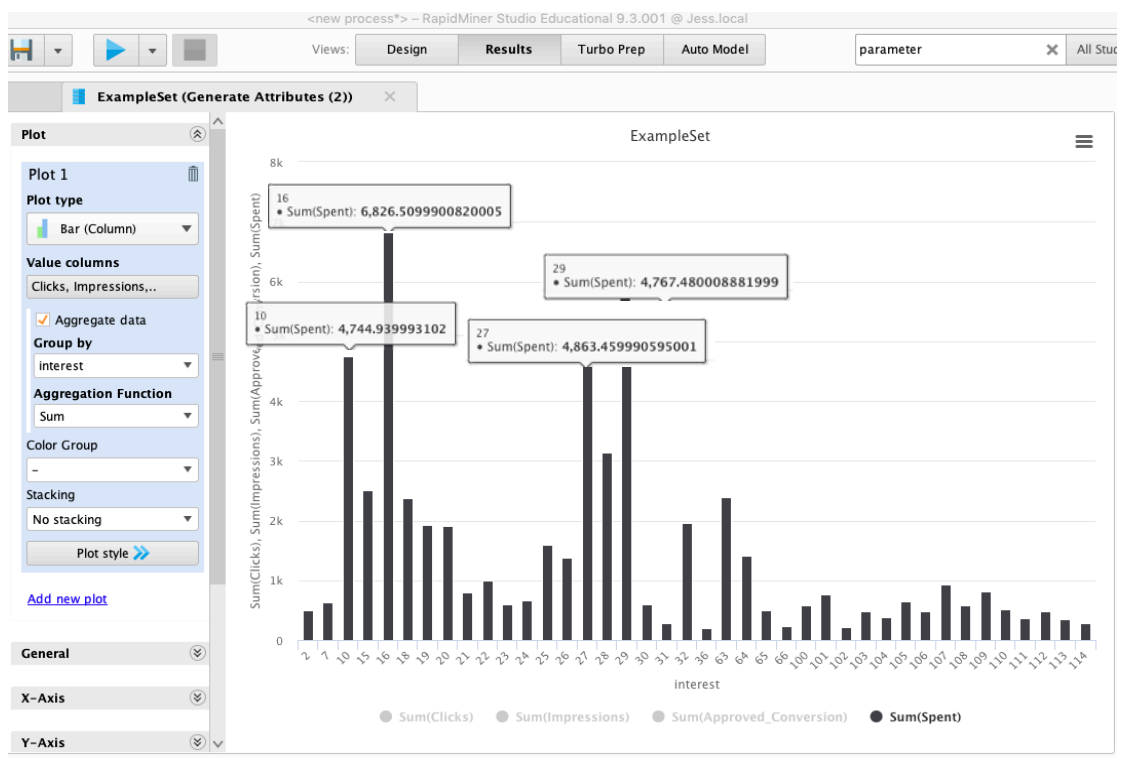 <new process*> – RapidMiner Studio Educational 9.3.001 @ Jess.local
Views: Design Results Turbo Prep Auto Model parameter All Stud
ExampleSet (Generate Attributes (2))
Plot
Plot 1
Plot type
Bar (Column)
Value columns
Clicks, Impressions,..
Aggregate data
Group by
interest
Aggregation Function
Sum
Color Group
–
Stacking
No stacking
Plot style
Add new plot
General
X-Axis
Y-Axis
ExampleSet
8k
6k
4k
3k
2k
1k
0
16
• Sum(Spent): 6,826.5099900820005
29
• Sum(Spent): 4,767.480008881999
10
• Sum(Spent): 4,744.939993102
27
• Sum(Spent): 4,863.459990595001
Sum(Clicks), Sum(Impressions), Sum(Approved rsion), Sum(Spent)
2 7 10 15 16 18 19 20 21 22 23 24 25 26 27 28 29 30 31 32 36 63 64 65 66 100 101 102 103 104 105 106 107 108 109 110 111 112 113 114
interest
Sum(Clicks) Sum(Impressions) Sum(Approved_Conversion) Sum(Spent)